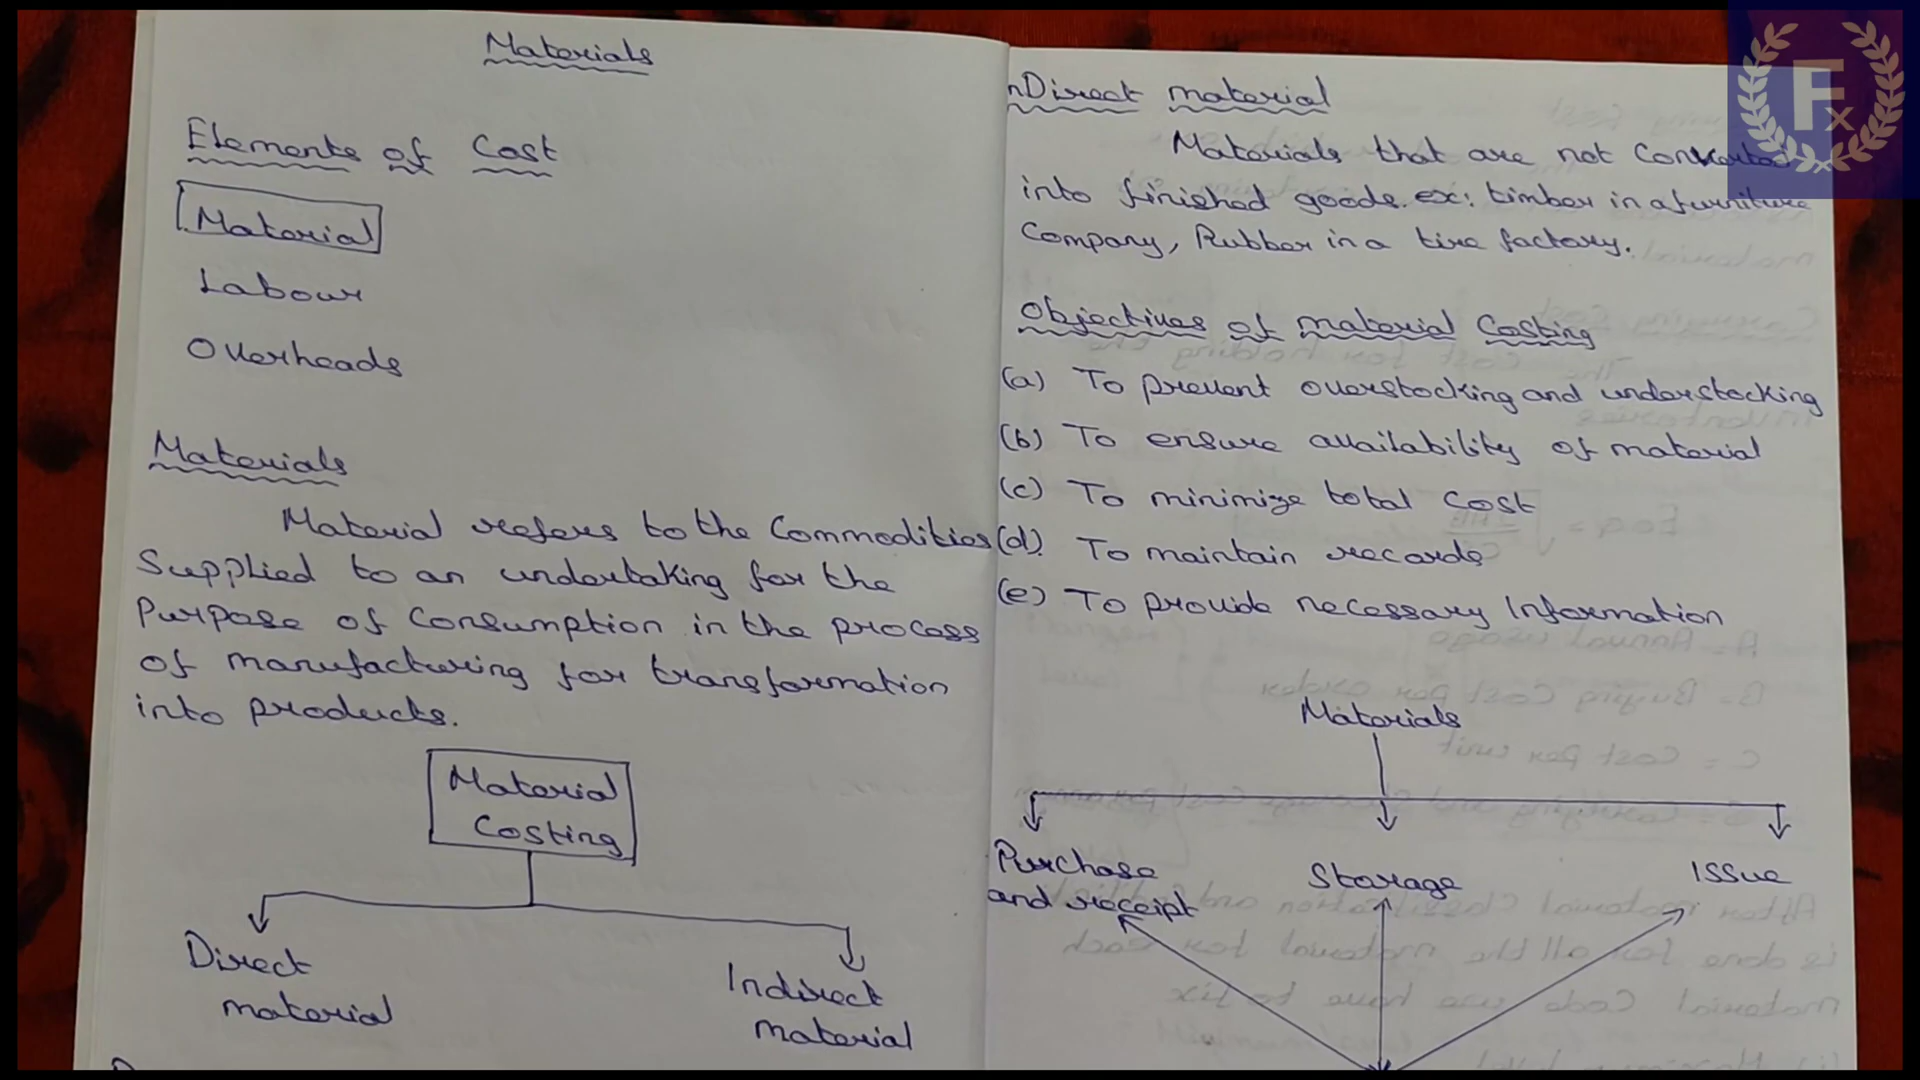 Materials
Elements of Cost
Material
Labour
Overheads
Materials
Material refers to the Commodities
Supplied to an undertaking for the
Purpose of Consumption in the process
of manufacturing for transformation
into products.
Material
Costing
Direct
material
Indirect
material
nDirect material
Materials that are not Converted
into finished goods. ex: timber in a furniture
Company, Rubber in a tire factory.
Objectives of material Costing
(a) To prevent overstocking and understocking
(b) To ensure availability of material
(c) To minimize total Cost
(d) To maintain records
(e) To provide necessary Information
Materials
Purchase
and receipt
Storage
Issue
Fx